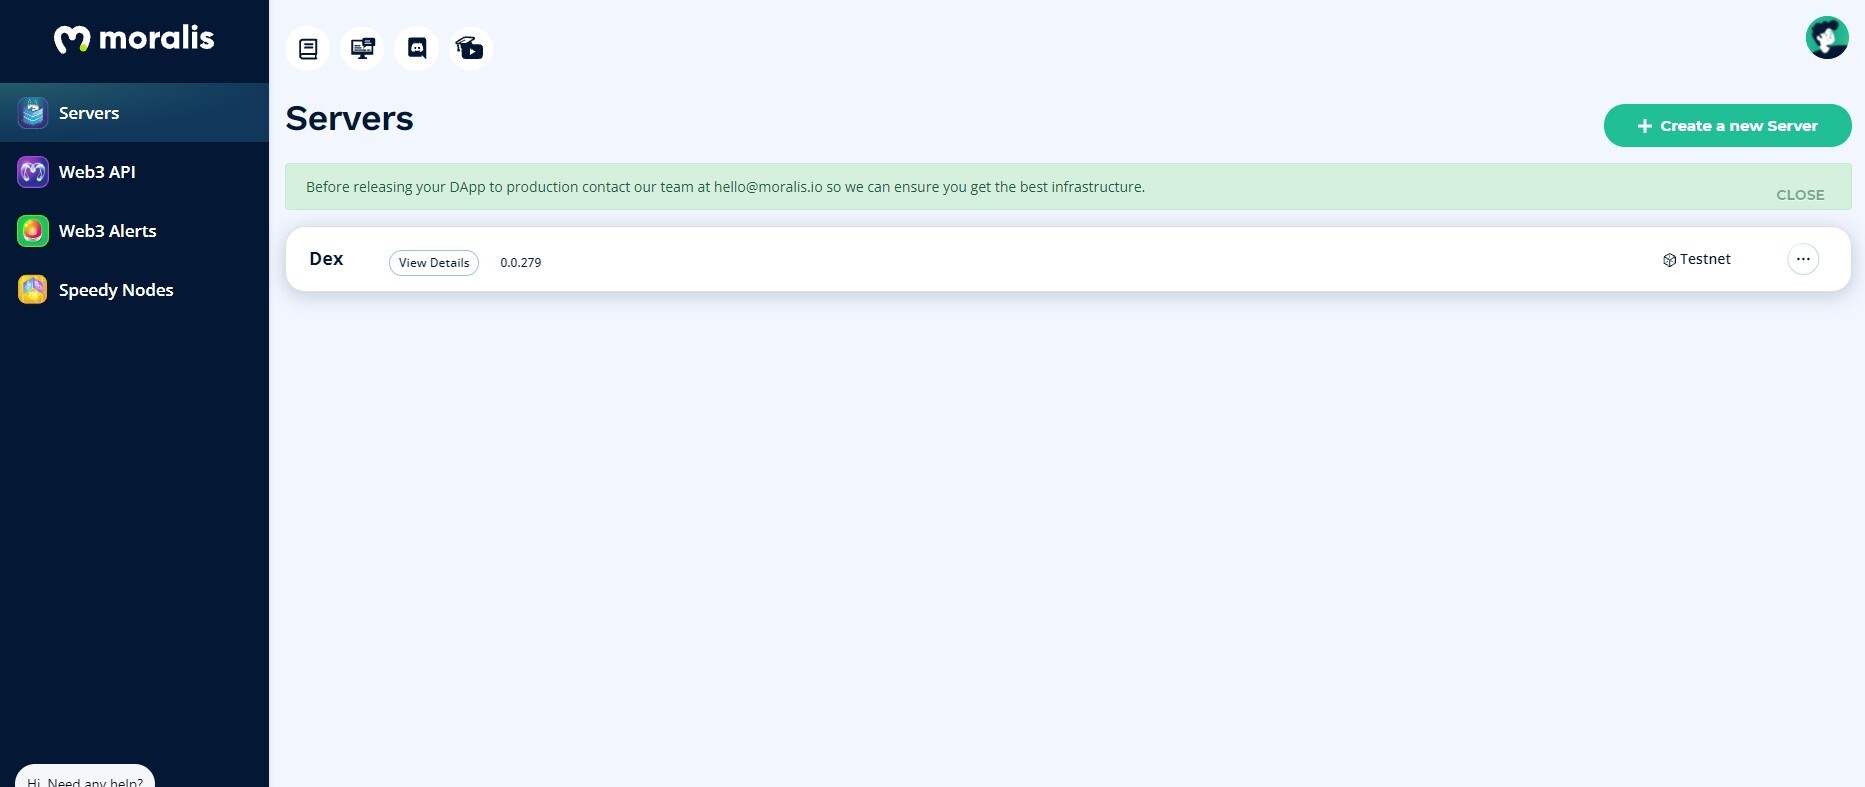 moralis
Servers
Web3 API
Web3 Alerts
Speedy Nodes
Hi. Need any help?
Servers
+ Create a new Server
Before releasing your DApp to production contact our team at hello@moralis.io so we can ensure you get the best infrastructure.
CLOSE
Dex View Details 0.0.279 Testnet ...